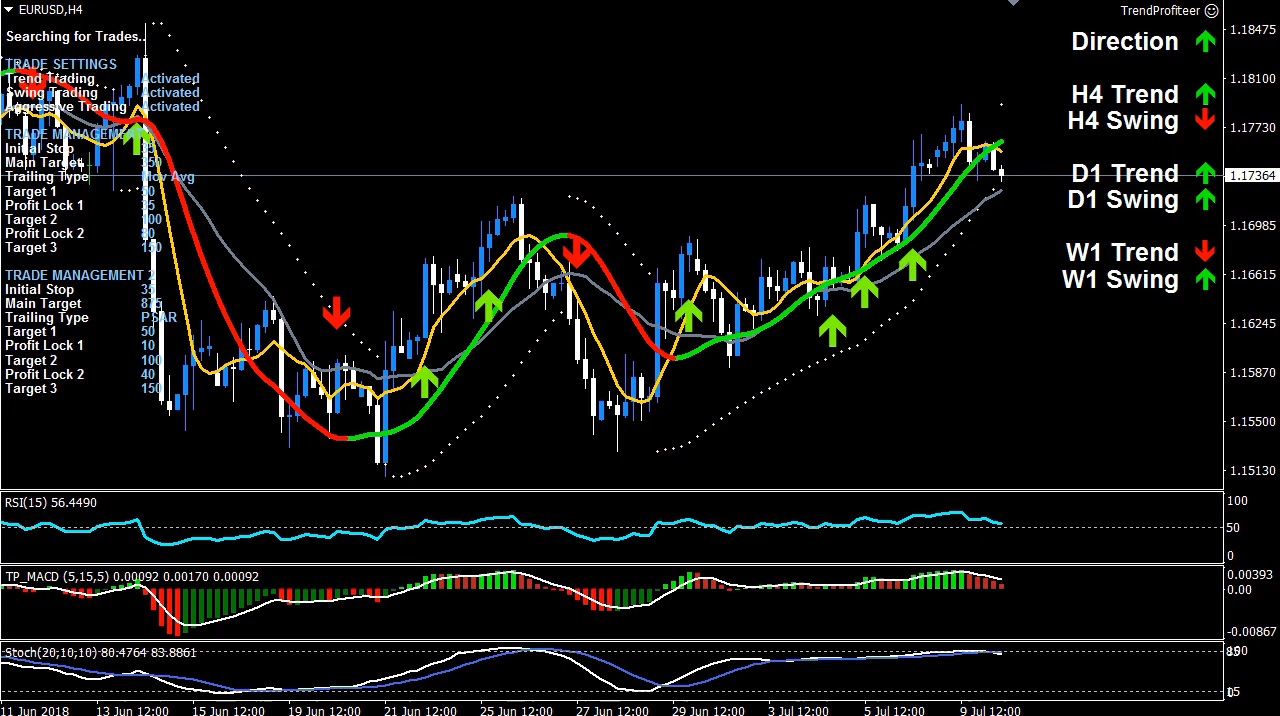 EURUSD,H4
TrendProfiteer
Searching for Trades..
TRADE SETTINGS
Trend Trading Activated
Swing Trading Activated
Aggressive Trading Activated
TRADE MANAGEMENT
Initial Stop 35
Main Target 350
Trailing Type Mov Avg
Target 1 50
Profit Lock 1 35
Target 2 100
Profit Lock 2 80
Target 3 150
TRADE MANAGEMENT 2
Initial Stop 35
Main Target 875
Trailing Type PSAR
Target 1 50
Profit Lock 1 10
Target 2 100
Profit Lock 2 40
Target 3 150
Direction
H4 Trend
H4 Swing
D1 Trend
D1 Swing
W1 Trend
W1 Swing
1.18475
1.18100
1.17730
1.17364
1.16985
1.16615
1.16245
1.15870
1.15500
1.15130
RSI(15) 56.4490
100
50
0
TP_MACD (5,15,5) 0.00092 0.00170 0.00092
0.00393
0.00
-0.00867
Stoch(20,10,10) 80.4764 83.8861
11 Jun 2018
13 Jun 12:00
15 Jun 12:00
19 Jun 12:00
21 Jun 12:00
25 Jun 12:00
27 Jun 12:00
29 Jun 12:00
3 Jul 12:00
5 Jul 12:00
9 Jul 12:00